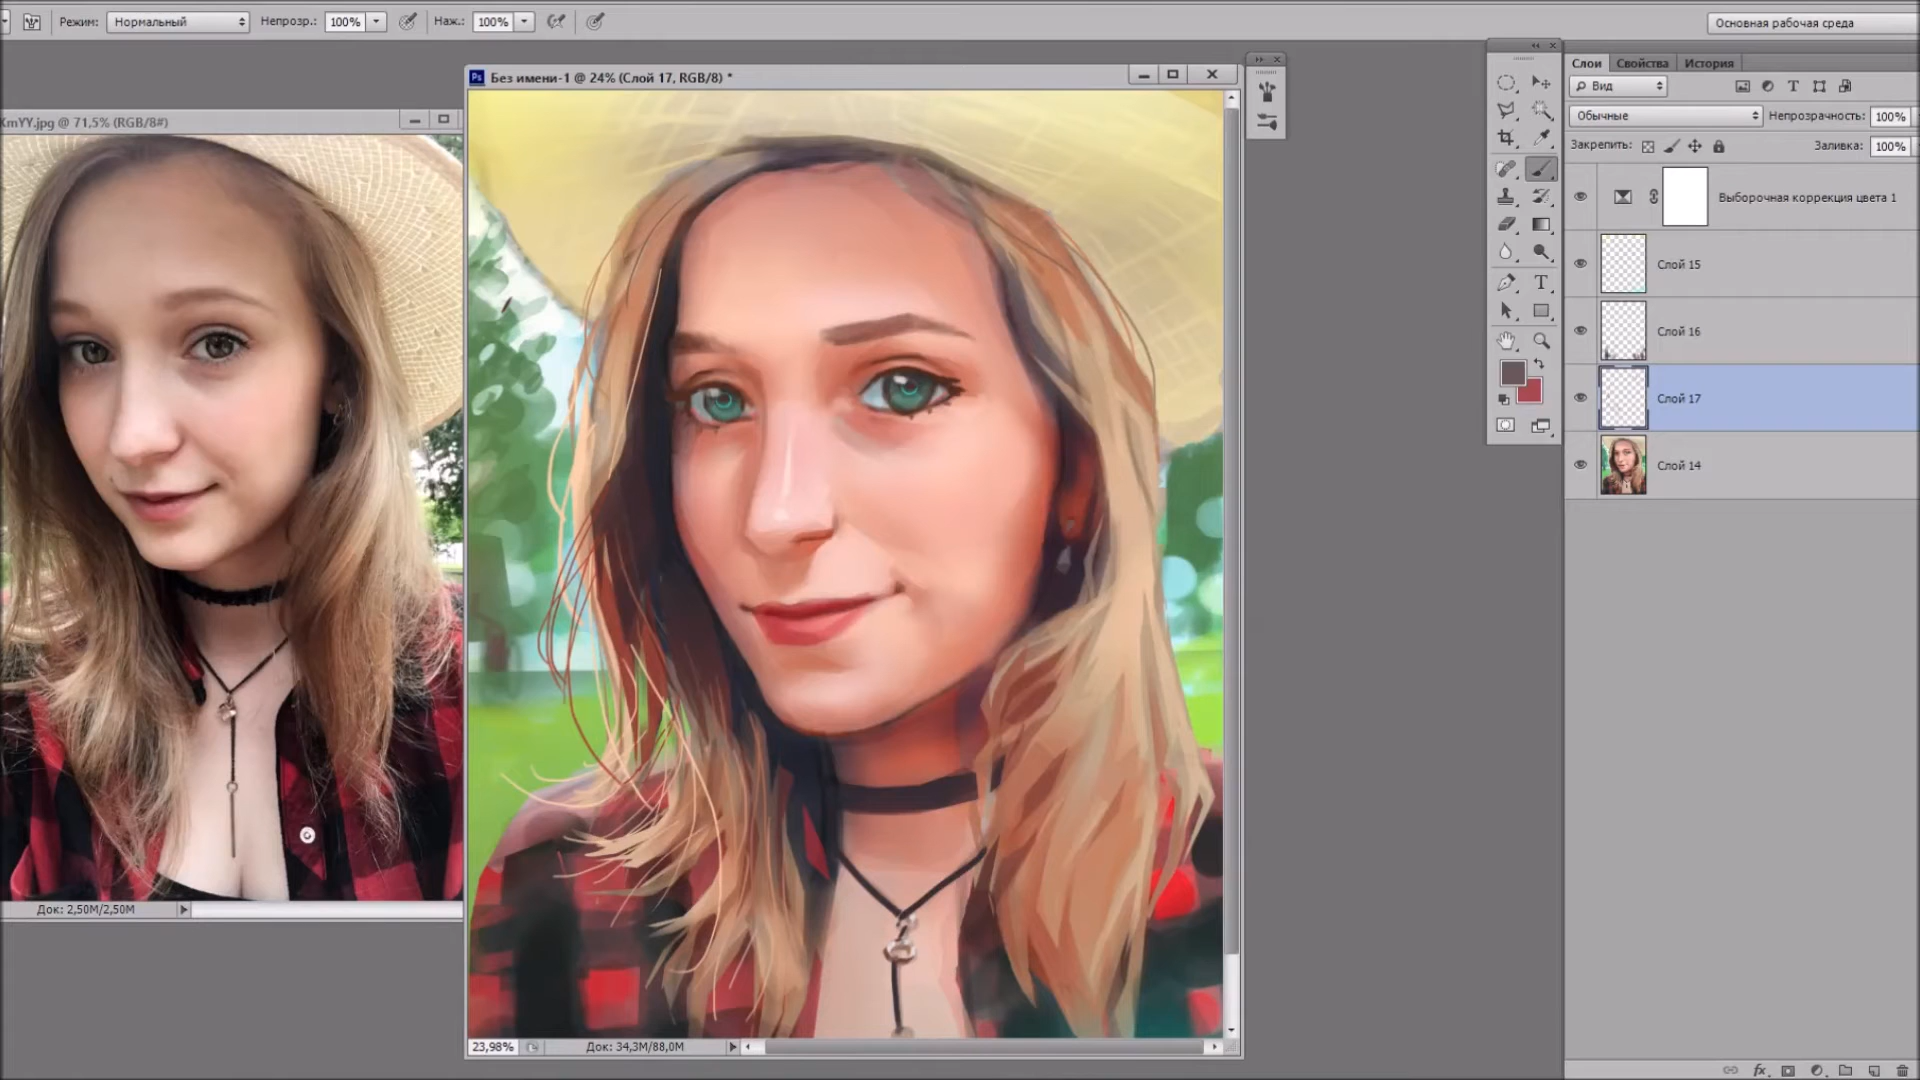 Режим: Нормальный Непрозр.: 100% Наж.: 100%
Основная рабочая среда
Ps Без имени-1 @ 24% (Слой 17, RGB/8) *
KmYY.jpg @ 71,5% (RGB/8#)
Слои Свойства История
Вид
T
Обычные Непрозрачность: 100%
Закрепить: Заливка: 100%
Выборочная коррекция цвета 1
Слой 15
T
Слой 16
Слой 17
Слой 14
Док: 2,50M/2,50M
23,98% Док: 34,3M/88,0M
fx